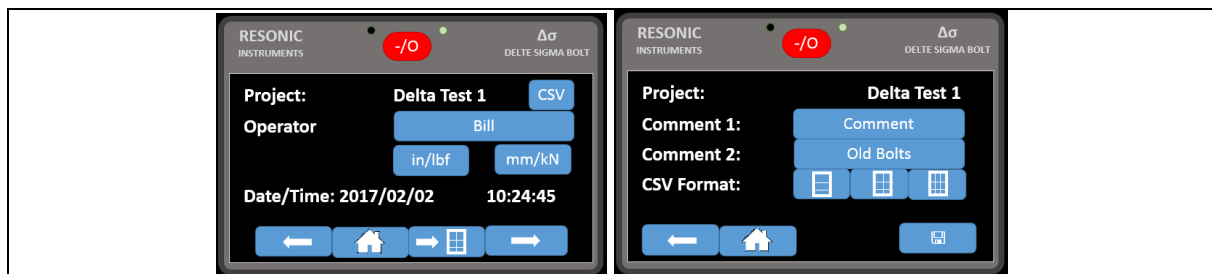 RESONIC
INSTRUMENTS
-/O
Δσ
DELTE SIGMA BOLT
Project: Delta Test 1 CSV
Operator Bill
in/lbf mm/kN
Date/Time: 2017/02/02 10:24:45
RESONIC
INSTRUMENTS
-/O
Δσ
DELTE SIGMA BOLT
Project: Delta Test 1
Comment 1: Comment
Comment 2: Old Bolts
CSV Format: